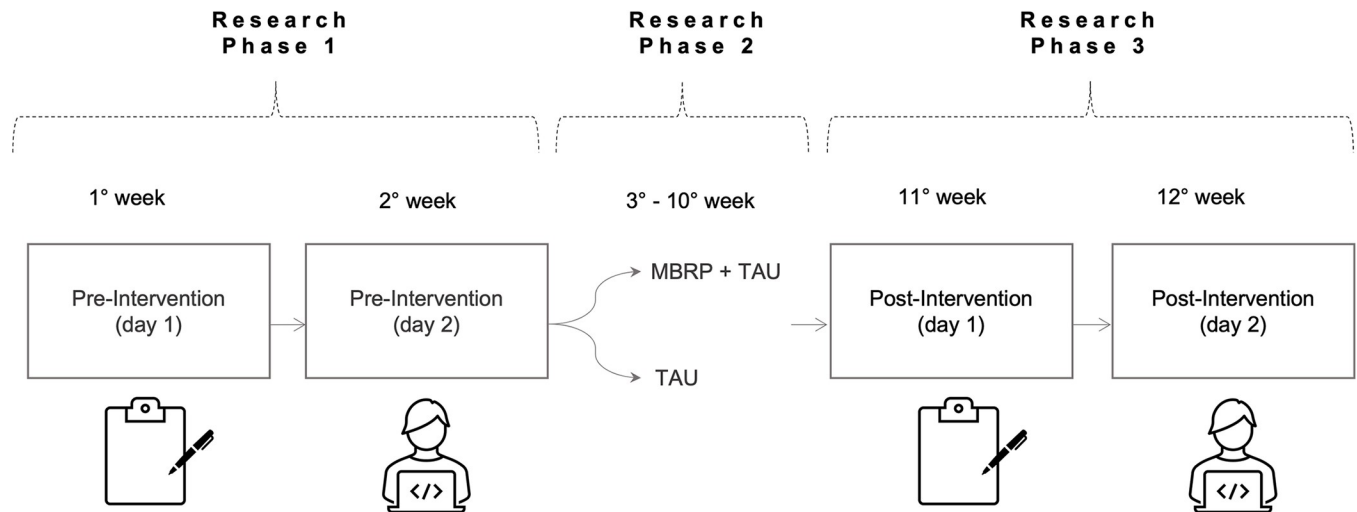 Research
Phase 1
Research
Phase 2
Research
Phase 3
1° week
2° week
3° - 10° week
11° week
12° week
Pre-Intervention
(day 1)
Pre-Intervention
(day 2)
MBRP + TAU
TAU
Post-Intervention
(day 1)
Post-Intervention
(day 2)
</>
</>